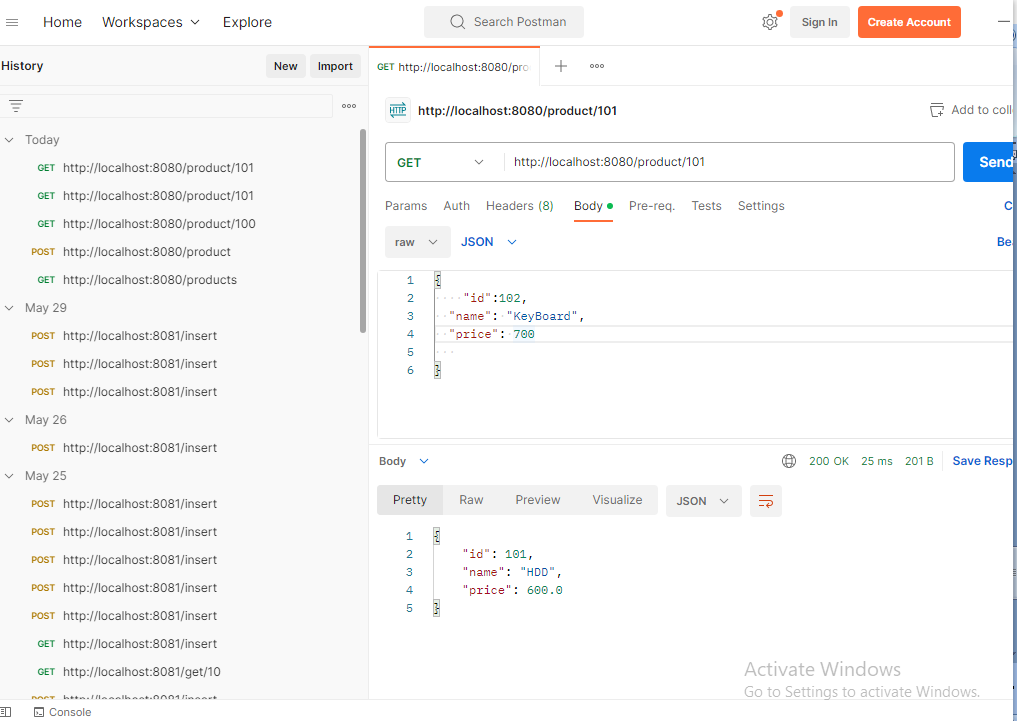 Home Workspaces Explore Search Postman Sign In Create Account
History New Import
GET http://localhost:8080/pro
HTTP http://localhost:8080/product/101 Add to coll
Today
GET http://localhost:8080/product/101
GET http://localhost:8080/product/101
GET http://localhost:8080/product/100
POST http://localhost:8080/product
GET http://localhost:8080/products
May 29
POST http://localhost:8081/insert
POST http://localhost:8081/insert
POST http://localhost:8081/insert
May 26
POST http://localhost:8081/insert
May 25
POST http://localhost:8081/insert
POST http://localhost:8081/insert
POST http://localhost:8081/insert
POST http://localhost:8081/insert
POST http://localhost:8081/insert
GET http://localhost:8081/insert
GET http://localhost:8081/get/10
POST http://localhost:8081/insert
GET http://localhost:8080/product/101 Send
Params Auth Headers (8) Body Pre-req. Tests Settings C
raw JSON Be
1 {
2 "id":102,
3 "name": "KeyBoard",
4 "price": 700
5
6 }
Body 200 OK 25 ms 201 B Save Resp
Pretty Raw Preview Visualize JSON
1 {
2 "id": 101,
3 "name": "HDD",
4 "price": 600.0
5 }
Activate Windows
Go to Settings to activate Windows.
Console